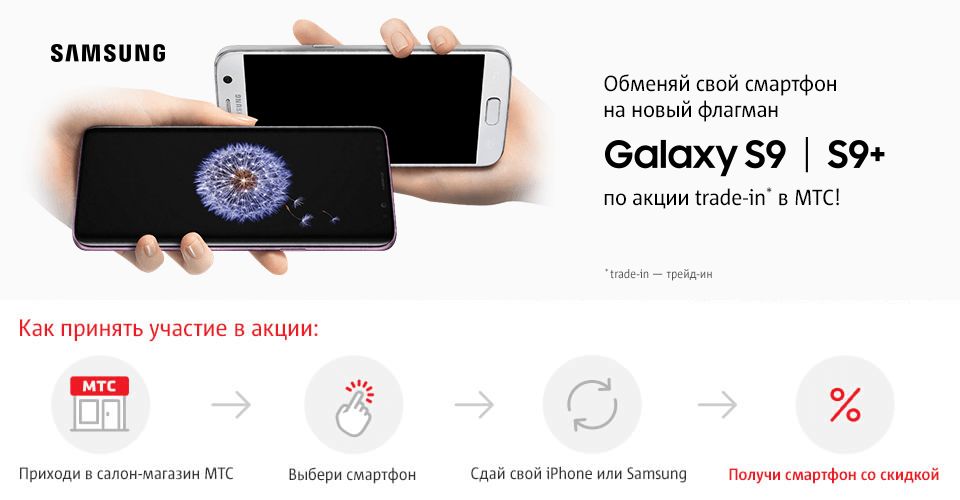 SAMSUNG
SAMSUNG
Обменяй свой смартфон
на новый флагман
Galaxy S9 | S9+
по акции trade-in* в МТС!
* trade-in — трейд-ин
Как принять участие в акции:
МТС
%
Приходи в салон-магазин МТС
Выбери смартфон
Сдай свой iPhone или Samsung
Получи смартфон со скидкой